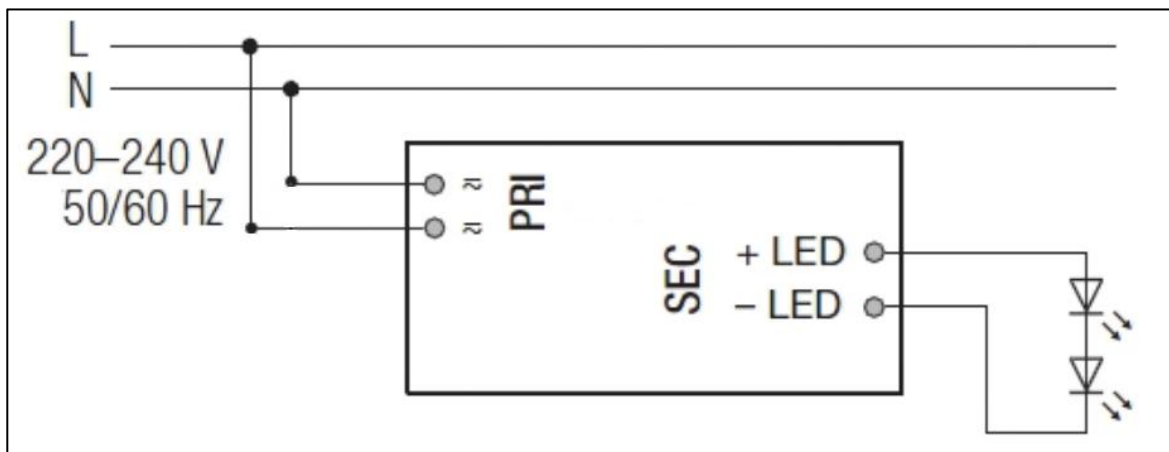 L
N
220–240 V
50/60 Hz
≈
≈
PRI
SEC
+ LED
– LED